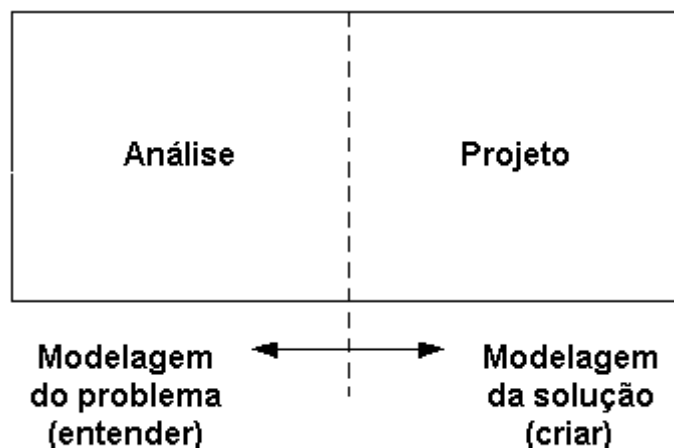 Análise
Projeto
Modelagem
do problema
(entender)
Modelagem
da solução
(criar)